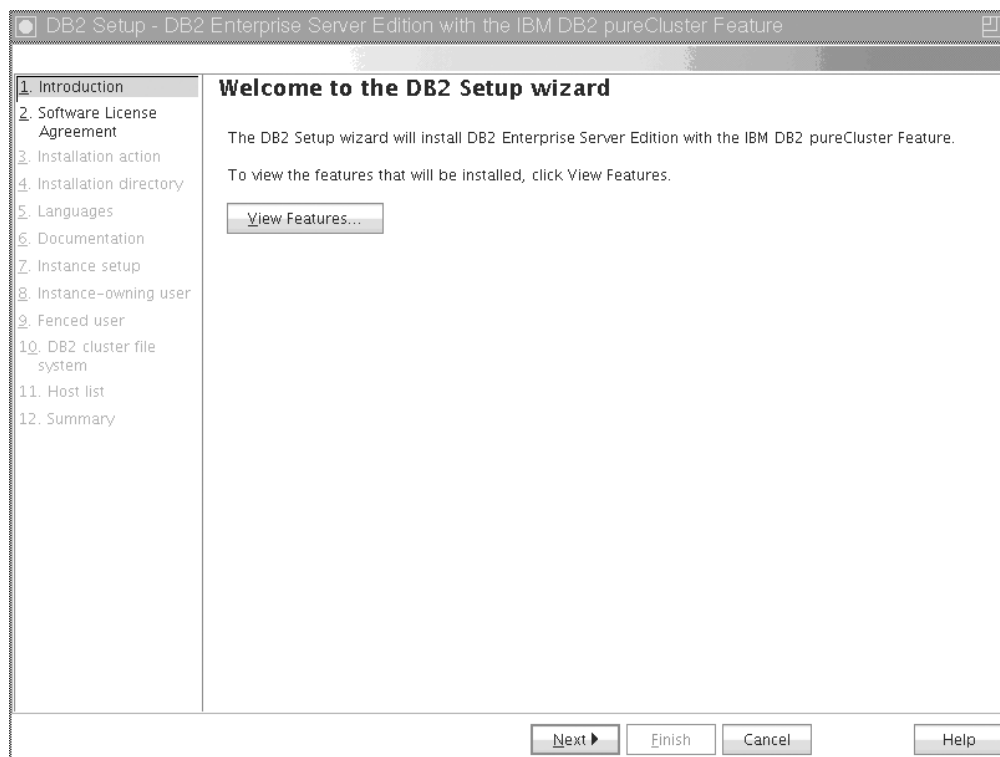 DB2 Setup - DB2 Enterprise Server Edition with the IBM DB2 pureCluster Feature
1. Introduction
2. Software License
Agreement
3. Installation action
4. Installation directory
5. Languages
6. Documentation
7. Instance setup
8. Instance-owning user
9. Fenced user
10. DB2 cluster file
system
11. Host list
12. Summary
Welcome to the DB2 Setup wizard
The DB2 Setup wizard will install DB2 Enterprise Server Edition with the IBM DB2 pureCluster Feature.
To view the features that will be installed, click View Features.
View Features...
Next Finish Cancel Help